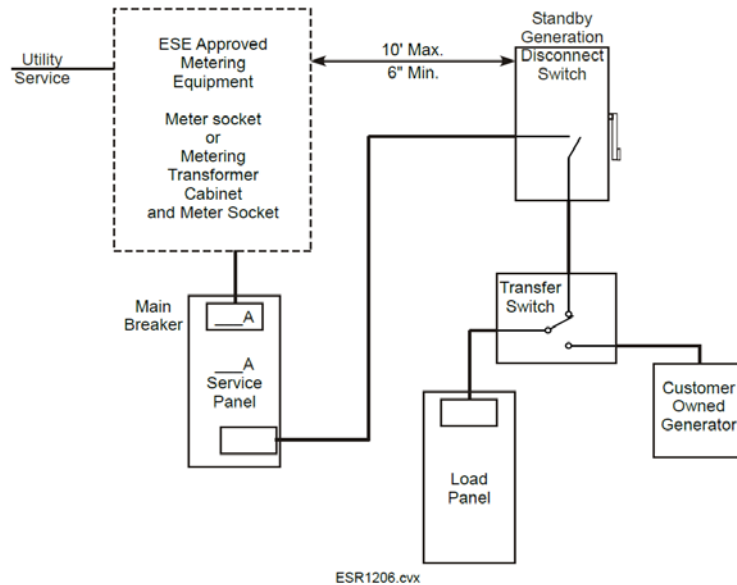 Utility
Service
ESE Approved
Metering
Equipment
Meter socket
or
Metering
Transformer
Cabinet
and Meter Socket
10' Max.
6" Min.
Standby
Generation
Disconnect
Switch
Main
Breaker
___A
___A
Service
Panel
Transfer
Switch
Load
Panel
Customer
Owned
Generator
ESR1206.cvx